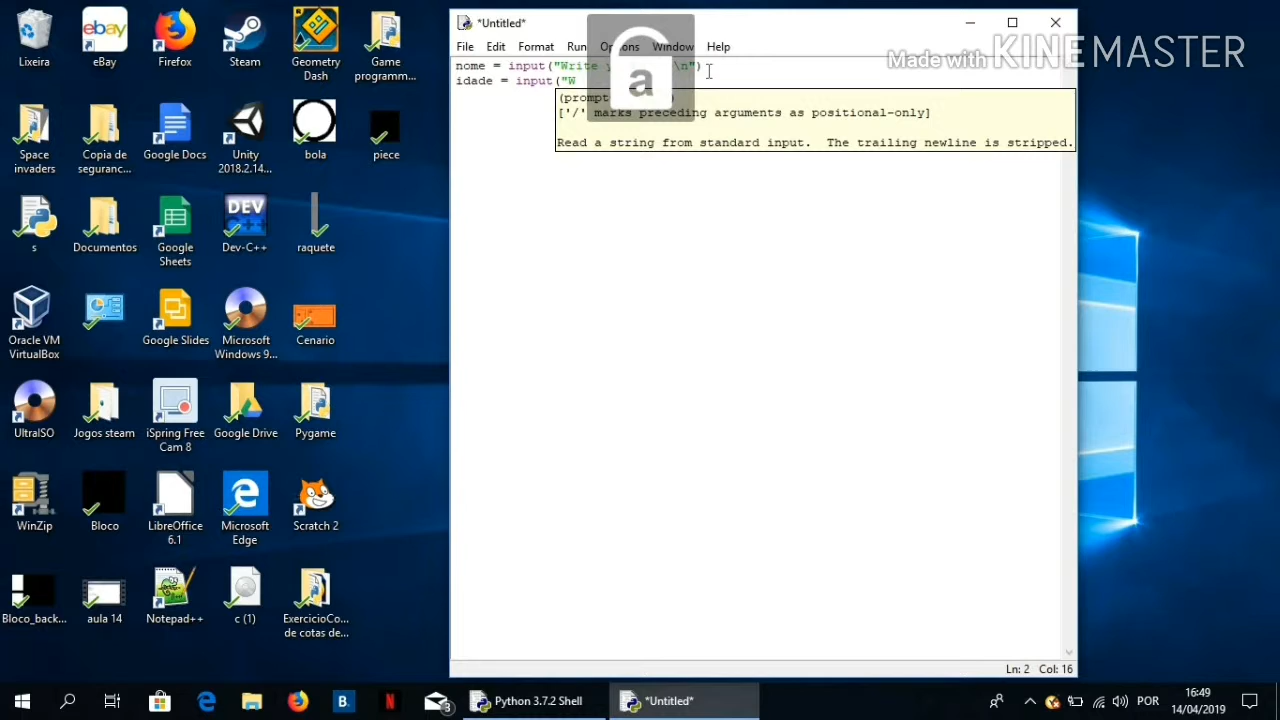 *Untitled*
File Edit Format Run Options Window Help
nome = input("Write \n")
idade = input("W
(prompt )
['/' marks preceding arguments as positional-only]
Read a string from standard input. The trailing newline is stripped.
a
Made with KINEMASTER
Lixeira
eBay
Firefox
Steam
Geometry Dash
Game programm...
Space invaders
Copia de seguranc...
Google Docs
Unity 2018.2.14...
bola
piece
s
Documentos
Google Sheets
DEV
Dev-C++
raquete
Oracle VM VirtualBox
Google Slides
Microsoft Windows 9...
Cenario
UltraISO
Jogos steam
iSpring Free Cam 8
Google Drive
Pygame
WinZip
Bloco
LibreOffice 6.1
Microsoft Edge
Scratch 2
Bloco_back...
aula 14
Notepad++
c (1)
ExercicioCo... de cotas de...
Ln: 2 Col: 16
B.
N
3
Python 3.7.2 Shell
*Untitled*
POR
16:49
14/04/2019